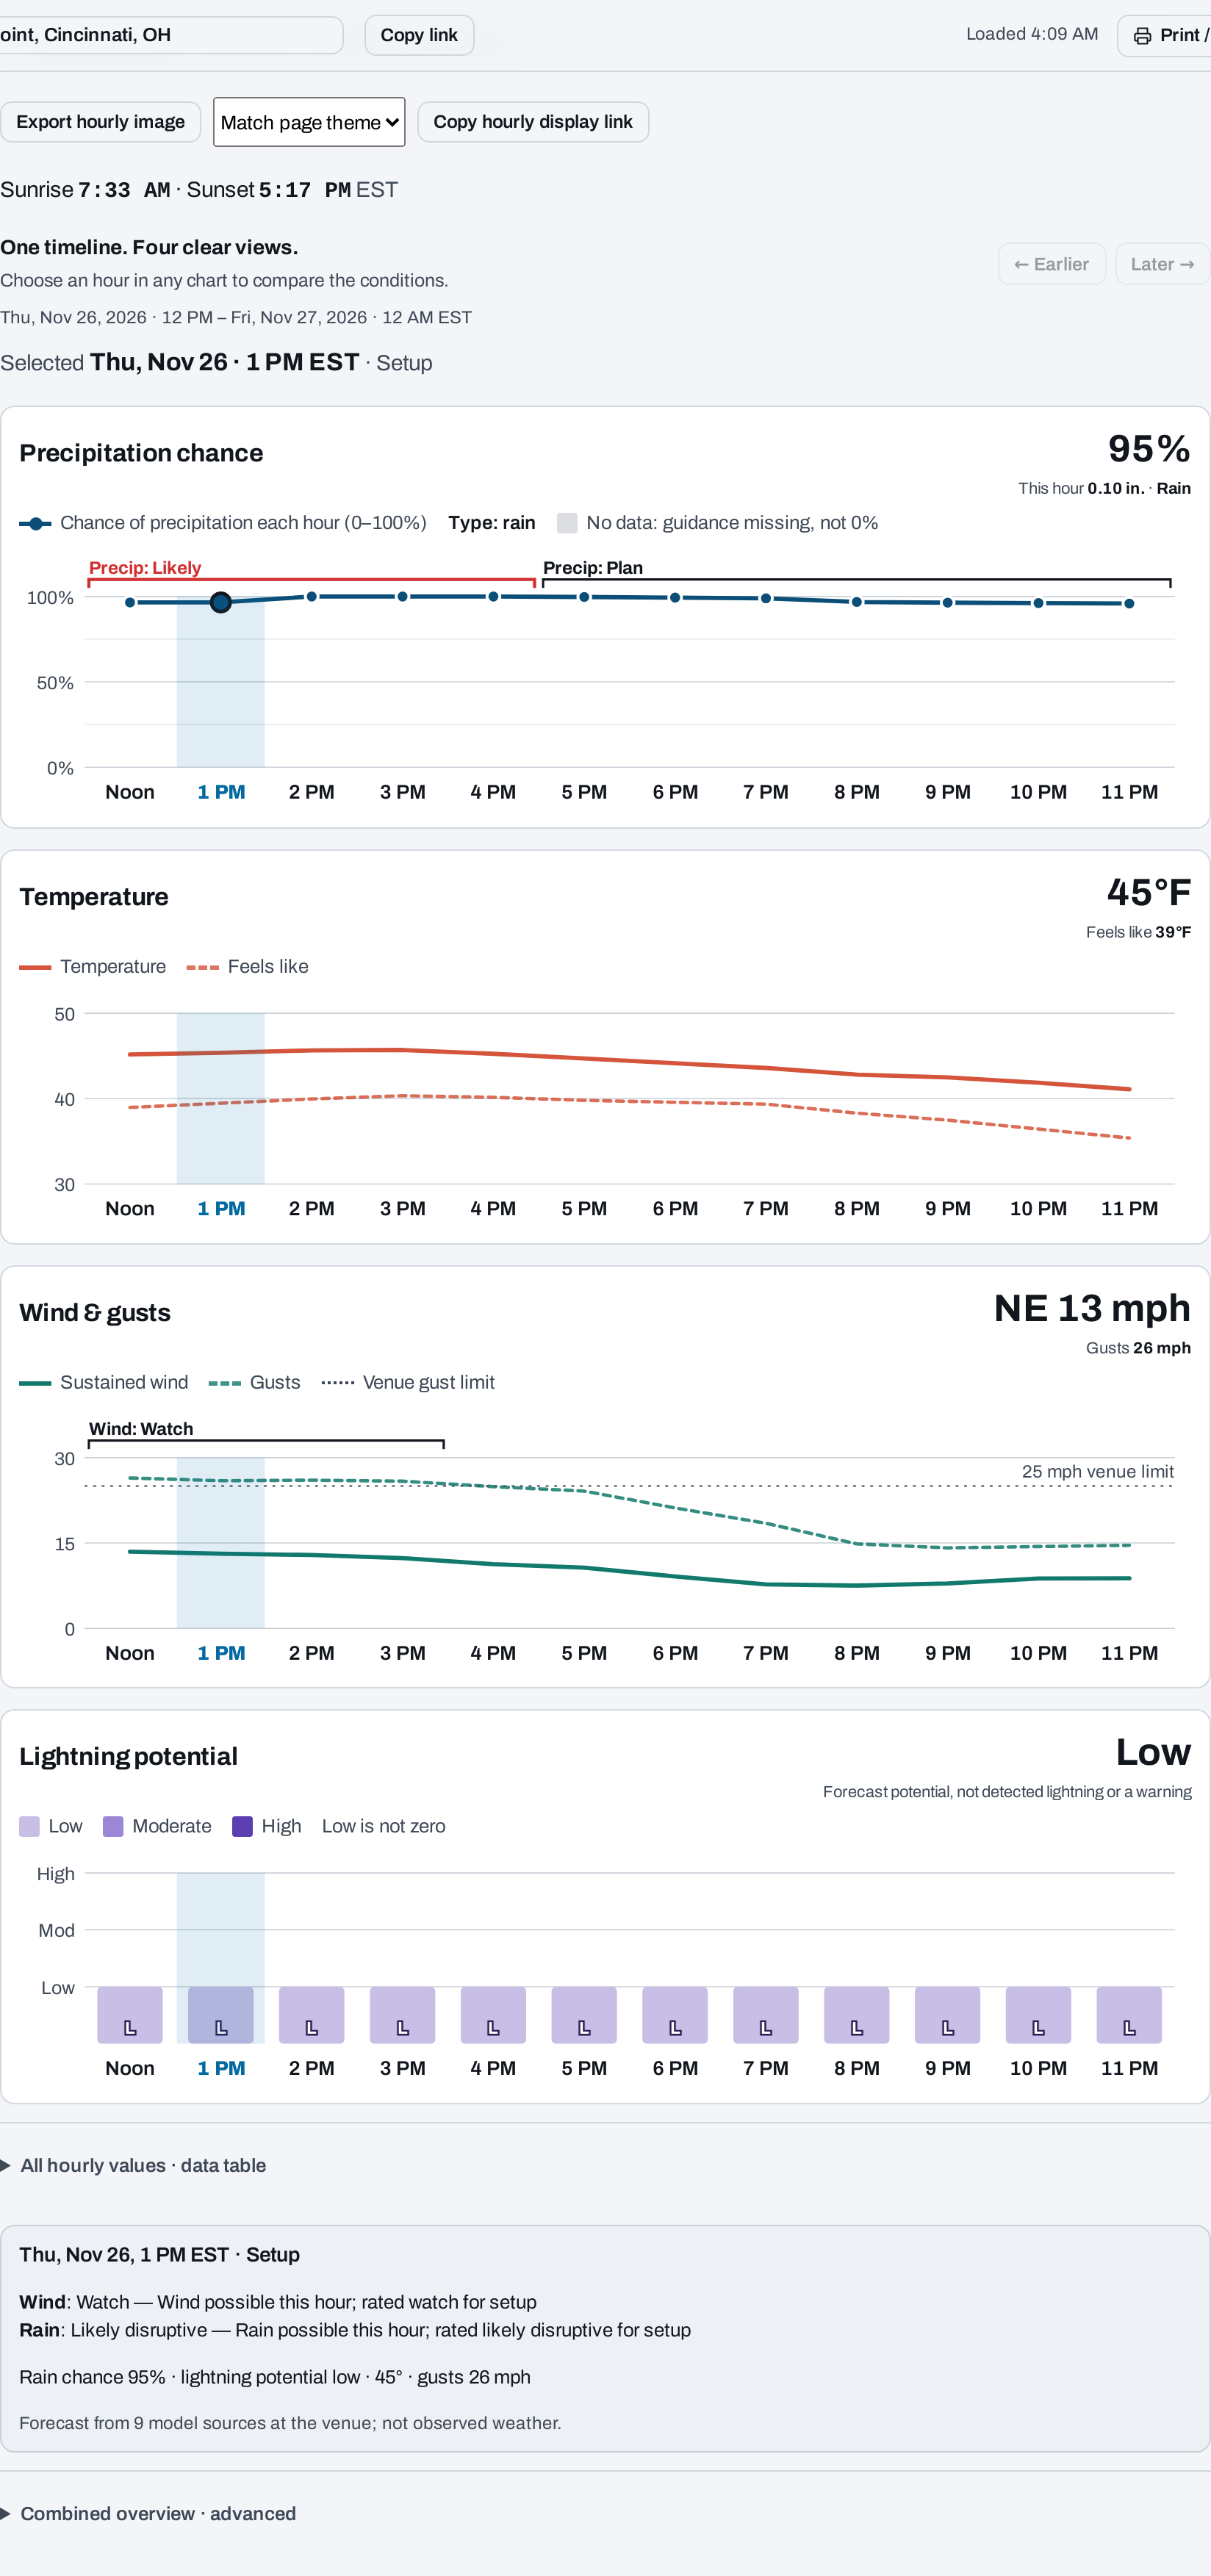 oint, Cincinnati, OH
Copy link
Loaded 4:09 AM
Print /
Export hourly image
Match page theme
Copy hourly display link
Sunrise 7:33 AM · Sunset 5:17 PM EST
One timeline. Four clear views.
Choose an hour in any chart to compare the conditions.
← Earlier
Later →
Thu, Nov 26, 2026 · 12 PM – Fri, Nov 27, 2026 · 12 AM EST
Selected Thu, Nov 26 · 1 PM EST · Setup
Precipitation chance
95%
This hour 0.10 in. · Rain
Chance of precipitation each hour (0–100%)
Type: rain
No data: guidance missing, not 0%
Precip: Likely
Precip: Plan
100%
50%
0%
Noon 1 PM 2 PM 3 PM 4 PM 5 PM 6 PM 7 PM 8 PM 9 PM 10 PM 11 PM
Temperature
45°F
Feels like 39°F
Temperature
Feels like
50
40
30
Noon 1 PM 2 PM 3 PM 4 PM 5 PM 6 PM 7 PM 8 PM 9 PM 10 PM 11 PM
Wind & gusts
NE 13 mph
Gusts 26 mph
Sustained wind
Gusts
Venue gust limit
Wind: Watch
30
25 mph venue limit
15
0
Noon 1 PM 2 PM 3 PM 4 PM 5 PM 6 PM 7 PM 8 PM 9 PM 10 PM 11 PM
Lightning potential
Low
Forecast potential, not detected lightning or a warning
Low
Moderate
High
Low is not zero
High
Mod
Low
L L L L L L L L L L L L
Noon 1 PM 2 PM 3 PM 4 PM 5 PM 6 PM 7 PM 8 PM 9 PM 10 PM 11 PM
All hourly values · data table
Thu, Nov 26, 1 PM EST · Setup
Wind: Watch — Wind possible this hour; rated watch for setup
Rain: Likely disruptive — Rain possible this hour; rated likely disruptive for setup
Rain chance 95% · lightning potential low · 45° · gusts 26 mph
Forecast from 9 model sources at the venue; not observed weather.
Combined overview · advanced